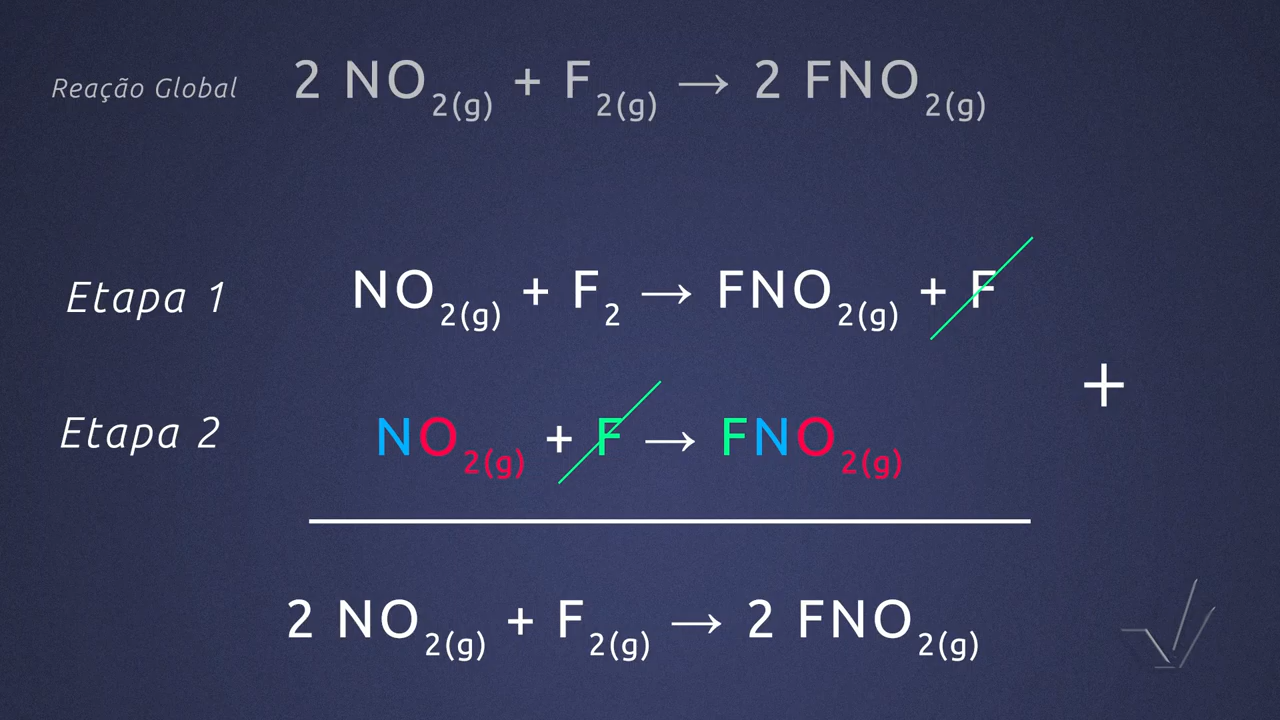 Reação Global 2 NO2(g) + F2(g) → 2 FNO2(g)
Etapa 1 NO2(g) + F2 → FNO2(g) + F
+
Etapa 2 NO2(g) + F → FNO2(g)
2 NO2(g) + F2(g) → 2 FNO2(g)